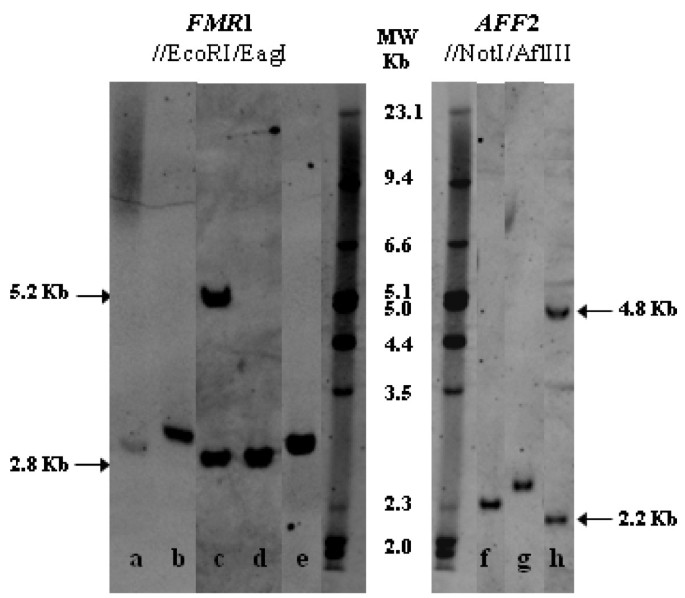 FMR1
//EcoRI/EagI
MW
Kb
AFF2
//NotI/AflIII
23.1
9.4
6.6
5.2 Kb
5.1
5.0
4.8 Kb
4.4
3.5
2.8 Kb
2.3
2.2 Kb
2.0
a b c d e
f g h